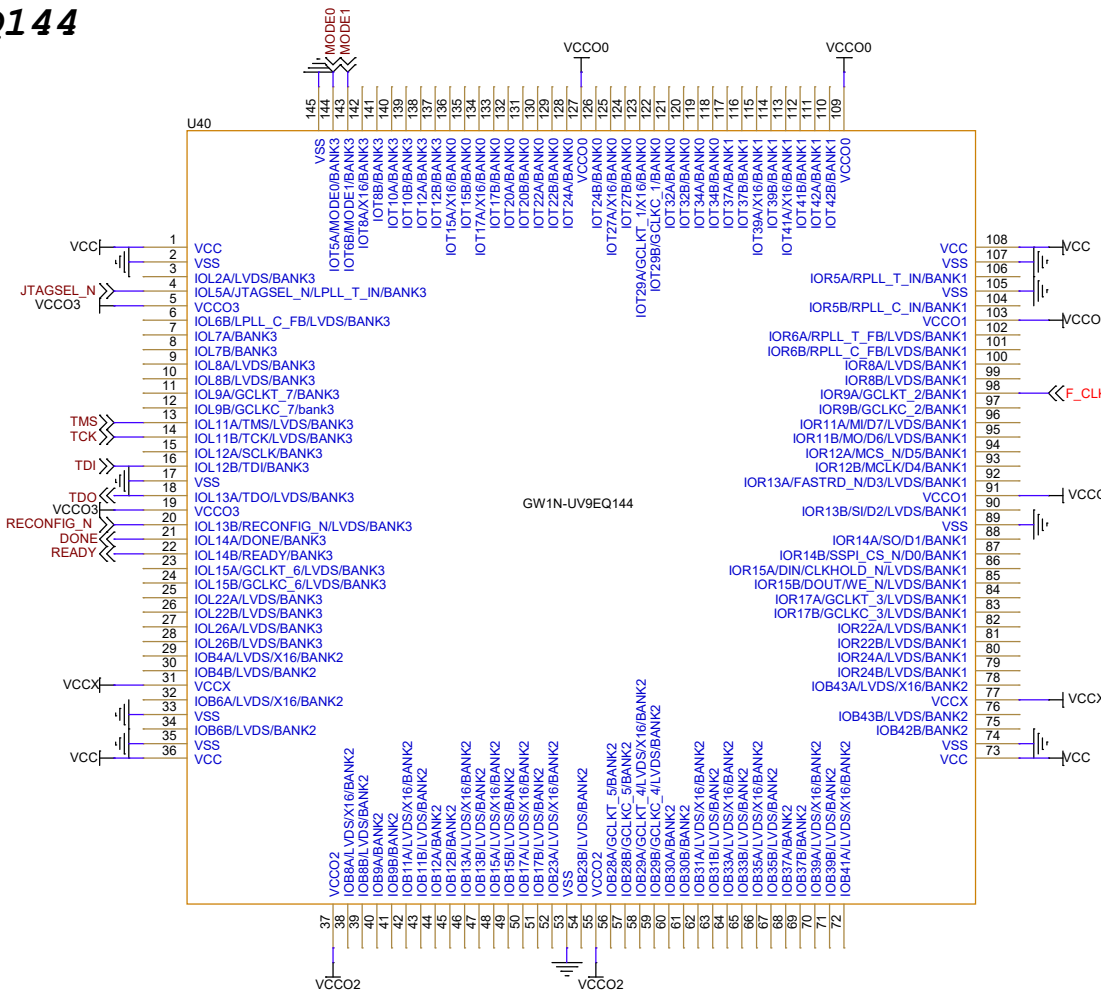 Q144
MODE0
MODE1
VCCO0
VCCO0
145
144
143
142
141
140
139
138
137
136
135
134
133
132
131
130
129
128
127
126
125
124
123
122
121
120
119
118
117
116
115
114
113
112
111
110
109
U40
VSS
IOT5A/MODE0/BANK3
IOT6B/MODE1/BANK3
IOT8A/X16/BANK3
IOT8B/BANK3
IOT10A/BANK3
IOT10B/BANK3
IOT12A/BANK3
IOT12B/BANK3
IOT15A/X16/BANK0
IOT15B/BANK0
IOT17A/X16/BANK0
IOT17B/BANK0
IOT20A/BANK0
IOT20B/BANK0
IOT22A/BANK0
IOT22B/BANK0
IOT24A/BANK0
VCCO0
IOT24B/BANK0
IOT27A/X16/BANK0
IOT27B/BANK0
IOT29A/GCLKT_1/X16/BANK0
IOT29B/GCLKC_1/BANK0
IOT32A/BANK0
IOT32B/BANK0
IOT34A/BANK0
IOT34B/BANK0
IOT37A/BANK1
IOT37B/BANK1
IOT39A/X16/BANK1
IOT39B/BANK1
IOT41A/X16/BANK1
IOT41B/BANK1
IOT42A/BANK1
IOT42B/BANK1
VCCO0
VCC 1 VCC
2 VSS
3 IOL2A/LVDS/BANK3
JTAGSEL_N 4 IOL5A/JTAGSEL_N/LPLL_T_IN/BANK3
VCCO3 5 VCCO3
6 IOL6B/LPLL_C_FB/LVDS/BANK3
7 IOL7A/BANK3
8 IOL7B/BANK3
9 IOL8A/LVDS/BANK3
10 IOL8B/LVDS/BANK3
11 IOL9A/GCLKT_7/BANK3
12 IOL9B/GCLKC_7/bank3
TMS 13 IOL11A/TMS/LVDS/BANK3
TCK 14 IOL11B/TCK/LVDS/BANK3
15 IOL12A/SCLK/BANK3
TDI 16 IOL12B/TDI/BANK3
17 VSS
TDO 18 IOL13A/TDO/LVDS/BANK3
VCCO3 19 VCCO3
RECONFIG_N 20 IOL13B/RECONFIG_N/LVDS/BANK3
DONE 21 IOL14A/DONE/BANK3
READY 22 IOL14B/READY/BANK3
23 IOL15A/GCLKT_6/LVDS/BANK3
24 IOL15B/GCLKC_6/LVDS/BANK3
25 IOL22A/LVDS/BANK3
26 IOL22B/LVDS/BANK3
27 IOL26A/LVDS/BANK3
28 IOL26B/LVDS/BANK3
29 IOB4A/LVDS/X16/BANK2
30 IOB4B/LVDS/BANK2
VCCX 31 VCCX
32 IOB6A/LVDS/X16/BANK2
33 VSS
34 IOB6B/LVDS/BANK2
35 VSS
VCC 36 VCC
GW1N-UV9EQ144
VCC 108 VCC
VSS 107
IOR5A/RPLL_T_IN/BANK1 106
VSS 105
IOR5B/RPLL_C_IN/BANK1 104
VCCO1 103 VCCO
IOR6A/RPLL_T_FB/LVDS/BANK1 102
IOR6B/RPLL_C_FB/LVDS/BANK1 101
IOR8A/LVDS/BANK1 100
IOR8B/LVDS/BANK1 99
IOR9A/GCLKT_2/BANK1 98 F_CLK
IOR9B/GCLKC_2/BANK1 97
IOR11A/MI/D7/LVDS/BANK1 96
IOR11B/MO/D6/LVDS/BANK1 95
IOR12A/MCS_N/D5/BANK1 94
IOR12B/MCLK/D4/BANK1 93
IOR13A/FASTRD_N/D3/LVDS/BANK1 92
VCCO1 91 VCCO
IOR13B/SI/D2/LVDS/BANK1 90
VSS 89
IOR14A/SO/D1/BANK1 88
IOR14B/SSPI_CS_N/D0/BANK1 87
IOR15A/DIN/CLKHOLD_N/LVDS/BANK1 86
IOR15B/DOUT/WE_N/LVDS/BANK1 85
IOR17A/GCLKT_3/LVDS/BANK1 84
IOR17B/GCLKC_3/LVDS/BANK1 83
IOR22A/LVDS/BANK1 82
IOR22B/LVDS/BANK1 81
IOR24A/LVDS/BANK1 80
IOR24B/LVDS/BANK1 79
IOB43A/LVDS/X16/BANK2 78
VCCX 77 VCCX
IOB43B/LVDS/BANK2 76
IOB42B/BANK2 75
VSS 74
VCC 73 VCC
VCCO2
IOB8A/LVDS/X16/BANK2
IOB8B/LVDS/BANK2
IOB9A/BANK2
IOB9B/BANK2
IOB11A/LVDS/X16/BANK2
IOB11B/LVDS/BANK2
IOB12A/BANK2
IOB12B/BANK2
IOB13A/LVDS/X16/BANK2
IOB13B/LVDS/BANK2
IOB15A/LVDS/X16/BANK2
IOB15B/LVDS/BANK2
IOB17A/LVDS/X16/BANK2
IOB17B/LVDS/BANK2
IOB23A/LVDS/X16/BANK2
VSS
IOB23B/LVDS/BANK2
VCCO2
IOB28A/GCLKT_5/BANK2
IOB28B/GCLKC_5/BANK2
IOB29A/GCLKT_4/LVDS/X16/BANK2
IOB29B/GCLKC_4/LVDS/BANK2
IOB30A/BANK2
IOB30B/BANK2
IOB31A/LVDS/X16/BANK2
IOB31B/LVDS/BANK2
IOB33A/LVDS/X16/BANK2
IOB33B/LVDS/BANK2
IOB35A/LVDS/X16/BANK2
IOB35B/LVDS/BANK2
IOB37A/BANK2
IOB37B/BANK2
IOB39A/LVDS/X16/BANK2
IOB39B/LVDS/BANK2
IOB41A/LVDS/X16/BANK2
37
38
39
40
41
42
43
44
45
46
47
48
49
50
51
52
53
54
55
56
57
58
59
60
61
62
63
64
65
66
67
68
69
70
71
72
VCCO2
VCCO2